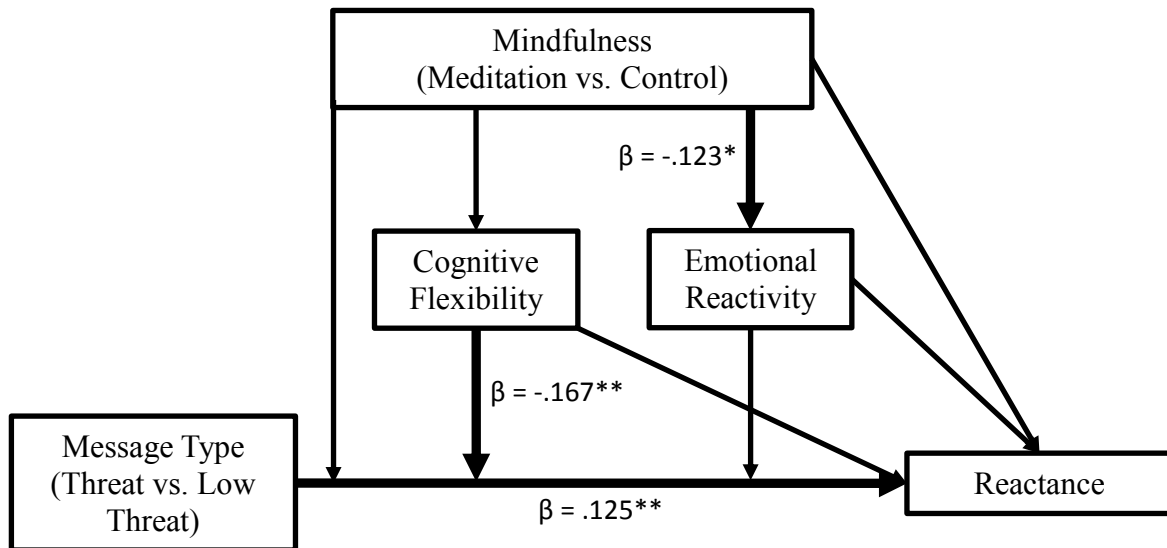 Mindfulness
(Meditation vs. Control)
β = -.123*
Cognitive
Flexibility
Emotional
Reactivity
β = -.167**
Message Type
(Threat vs. Low
Threat)
β = .125**
Reactance